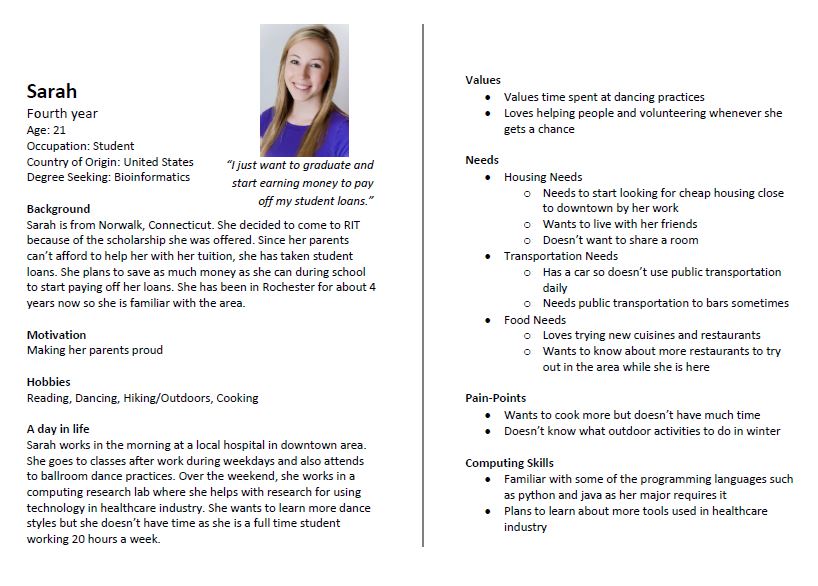 Sarah
Fourth year
Age: 21
Occupation: Student
Country of Origin: United States
Degree Seeking: Bioinformatics
“I just want to graduate and
start earning money to pay
off my student loans.”
Background
Sarah is from Norwalk, Connecticut. She decided to come to RIT
because of the scholarship she was offered. Since her parents
can’t afford to help her with her tuition, she has taken student
loans. She plans to save as much money as she can during school
to start paying off her loans. She has been in Rochester for about 4
years now so she is familiar with the area.
Motivation
Making her parents proud
Hobbies
Reading, Dancing, Hiking/Outdoors, Cooking
A day in life
Sarah works in the morning at a local hospital in downtown area.
She goes to classes after work during weekdays and also attends
to ballroom dance practices. Over the weekend, she works in a
computing research lab where she helps with research for using
technology in healthcare industry. She wants to learn more dance
styles but she doesn’t have time as she is a full time student
working 20 hours a week.
Values
• Values time spent at dancing practices
• Loves helping people and volunteering whenever she
gets a chance
Needs
• Housing Needs
o Needs to start looking for cheap housing close
to downtown by her work
o Wants to live with her friends
o Doesn’t want to share a room
• Transportation Needs
o Has a car so doesn’t use public transportation
daily
o Needs public transportation to bars sometimes
• Food Needs
o Loves trying new cuisines and restaurants
o Wants to know about more restaurants to try
out in the area while she is here
Pain-Points
• Wants to cook more but doesn’t have much time
• Doesn’t know what outdoor activities to do in winter
Computing Skills
• Familiar with some of the programming languages such
as python and java as her major requires it
• Plans to learn about more tools used in healthcare
industry